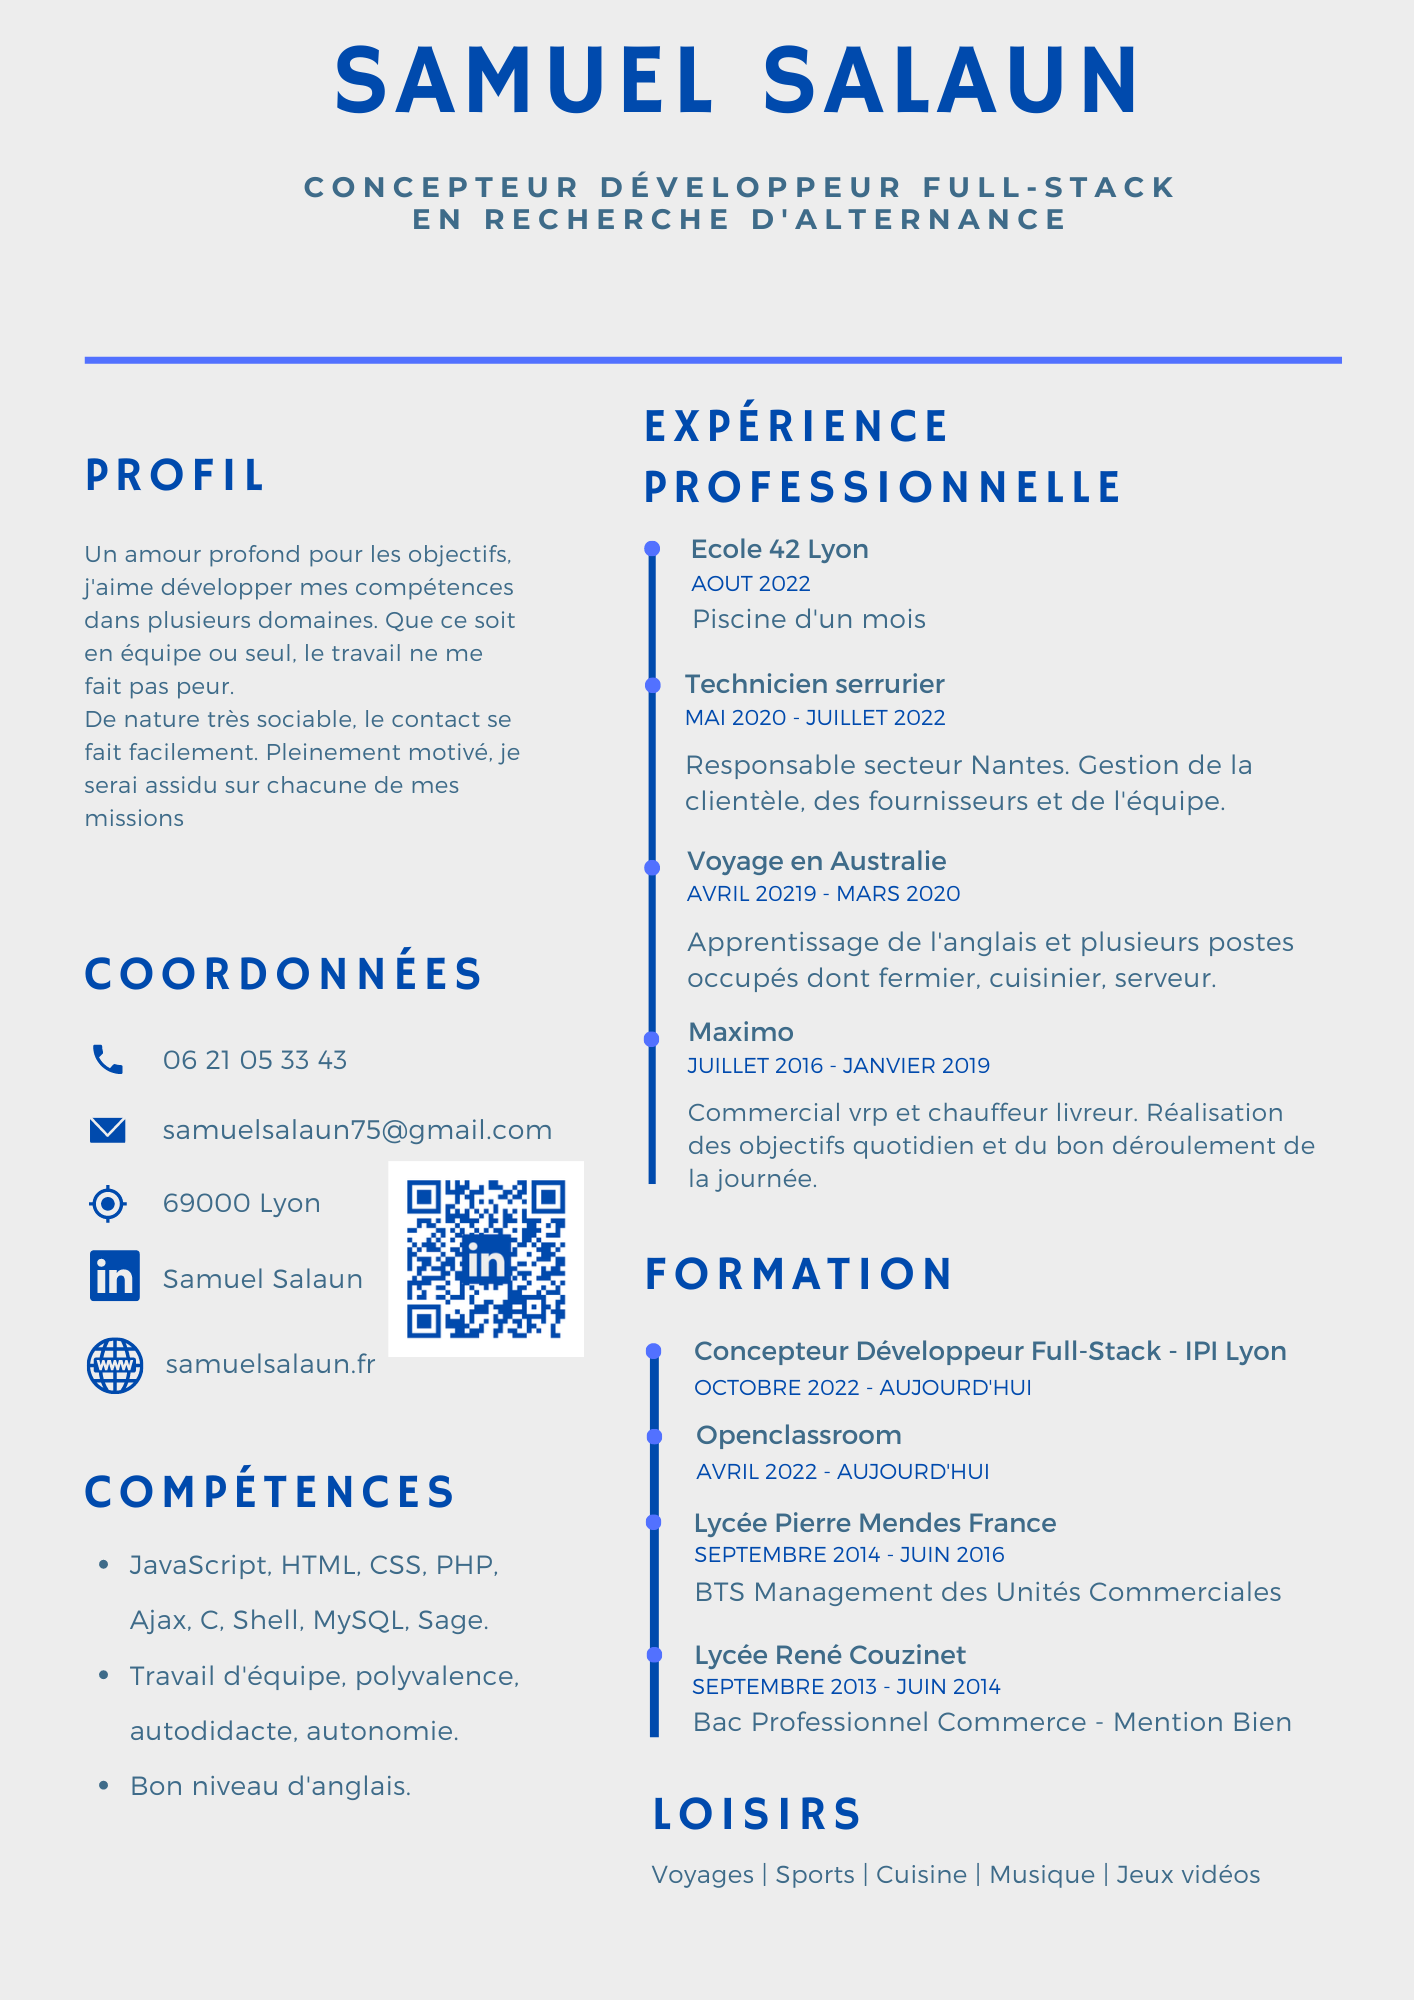 SAMUEL SALAUN
CONCEPTEUR DÉVELOPPEUR FULL-STACK
EN RECHERCHE D'ALTERNANCE
PROFIL
Un amour profond pour les objectifs,
j'aime développer mes compétences
dans plusieurs domaines. Que ce soit
en équipe ou seul, le travail ne me
fait pas peur.
De nature très sociable, le contact se
fait facilement. Pleinement motivé, je
serai assidu sur chacune de mes
missions
COORDONNÉES
06 21 05 33 43
samuelsalaun75@gmail.com
69000 Lyon
in
Samuel Salaun
in
www
samuelsalaun.fr
COMPÉTENCES
• JavaScript, HTML, CSS, PHP,
Ajax, C, Shell, MySQL, Sage.
• Travail d'équipe, polyvalence,
autodidacte, autonomie.
• Bon niveau d'anglais.
EXPÉRIENCE
PROFESSIONNELLE
Ecole 42 Lyon
AOUT 2022
Piscine d'un mois
Technicien serrurier
MAI 2020 - JUILLET 2022
Responsable secteur Nantes. Gestion de la
clientèle, des fournisseurs et de l'équipe.
Voyage en Australie
AVRIL 20219 - MARS 2020
Apprentissage de l'anglais et plusieurs postes
occupés dont fermier, cuisinier, serveur.
Maximo
JUILLET 2016 - JANVIER 2019
Commercial vrp et chauffeur livreur. Réalisation
des objectifs quotidien et du bon déroulement de
la journée.
FORMATION
Concepteur Développeur Full-Stack - IPI Lyon
OCTOBRE 2022 - AUJOURD'HUI
Openclassroom
AVRIL 2022 - AUJOURD'HUI
Lycée Pierre Mendes France
SEPTEMBRE 2014 - JUIN 2016
BTS Management des Unités Commerciales
Lycée René Couzinet
SEPTEMBRE 2013 - JUIN 2014
Bac Professionnel Commerce - Mention Bien
LOISIRS
Voyages | Sports | Cuisine | Musique | Jeux vidéos